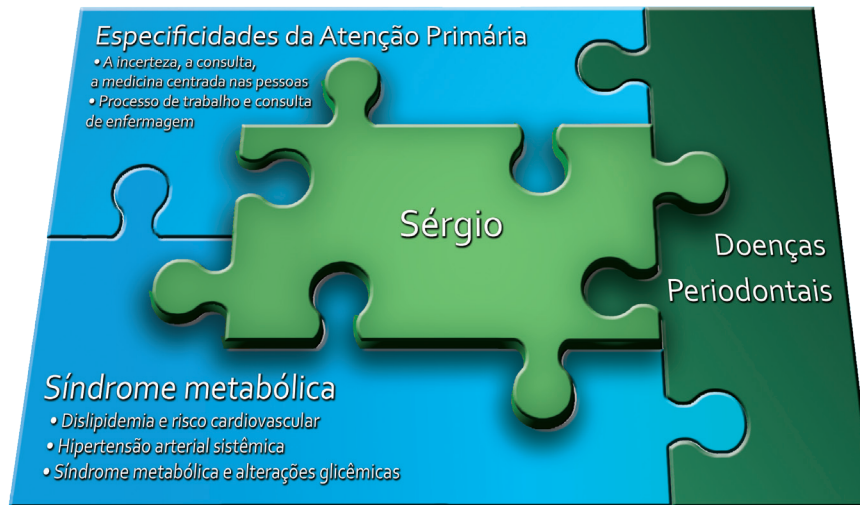 Especificidades da Atenção Primária
• A incerteza, a consulta,
a medicina centrada nas pessoas
• Processo de trabalho e consulta
de enfermagem
Sérgio
Doenças
Periodontais
Síndrome metabólica
• Dislipidemia e risco cardiovascular
• Hipertensão arterial sistêmica
• Síndrome metabólica e alterações glicêmicas